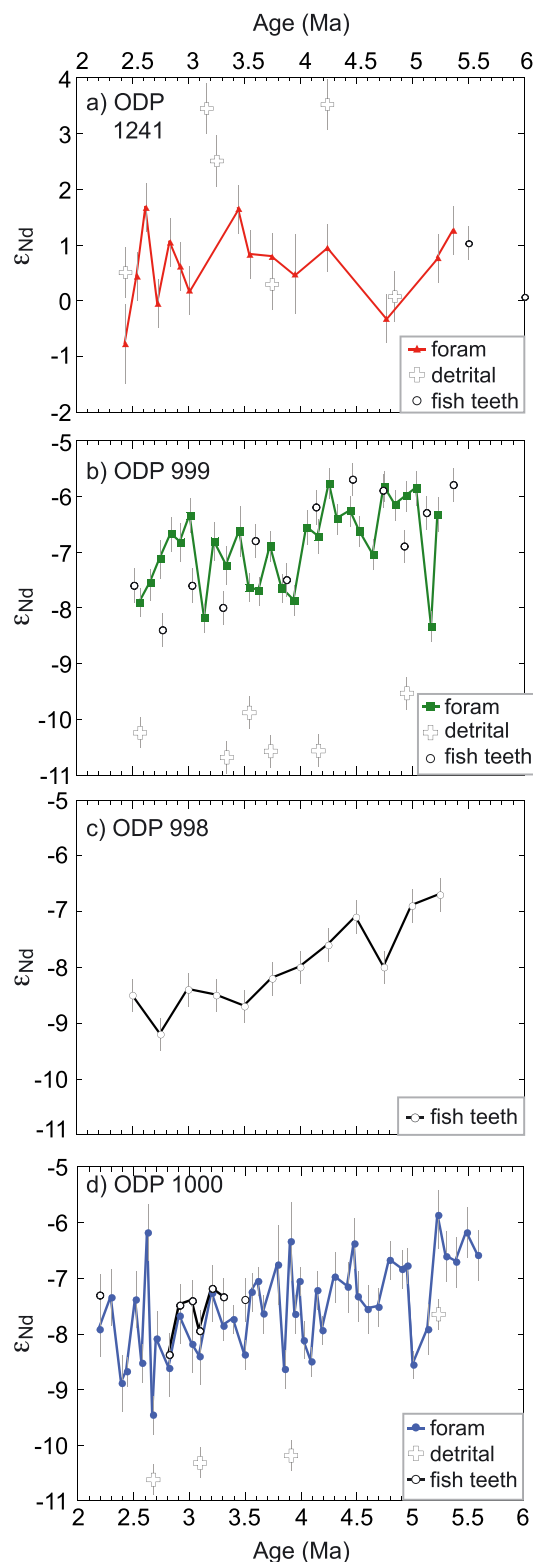 Age (Ma)
2 2.5 3 3.5 4 4.5 5 5.5 6
a) ODP
1241
4
3
2
1
0
-1
-2
εNd
foram
detrital
fish teeth
b) ODP 999
-5
-6
-7
-8
-9
-10
-11
εNd
foram
detrital
fish teeth
c) ODP 998
-5
-6
-7
-8
-9
-10
-11
εNd
fish teeth
d) ODP 1000
-5
-6
-7
-8
-9
-10
-11
εNd
foram
detrital
fish teeth
2 2.5 3 3.5 4 4.5 5 5.5 6
Age (Ma)